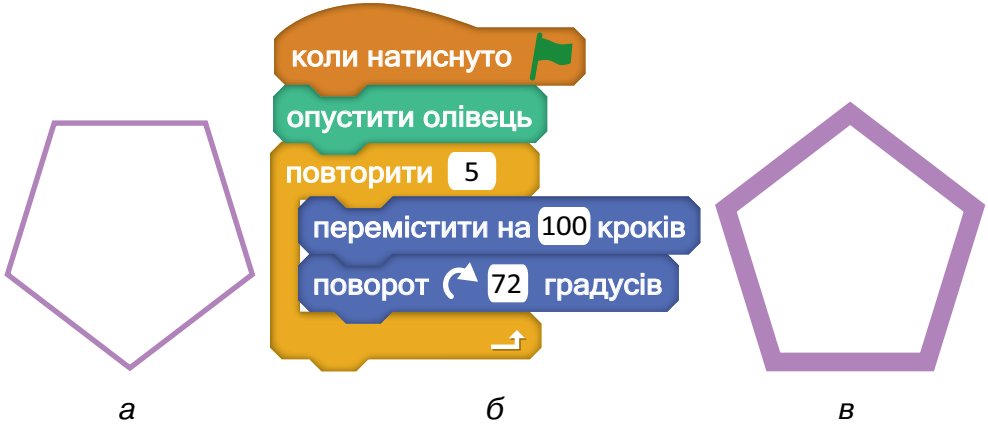 коли натиснуто
опустити олівець
повторити 5
перемістити на 100 кроків
поворот 72 градусів
а б в